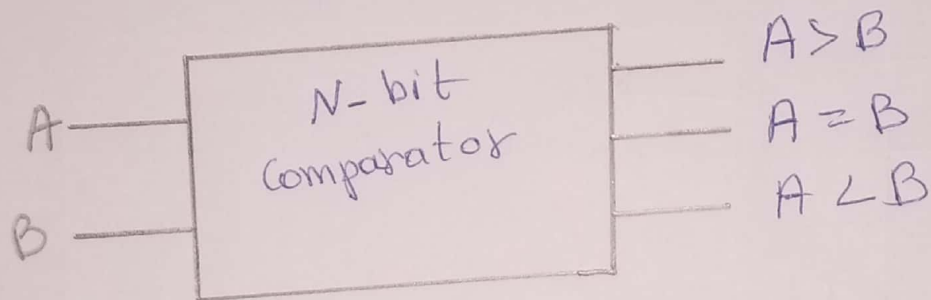 A
B
N-bit
Comparator
A > B
A = B
A < B